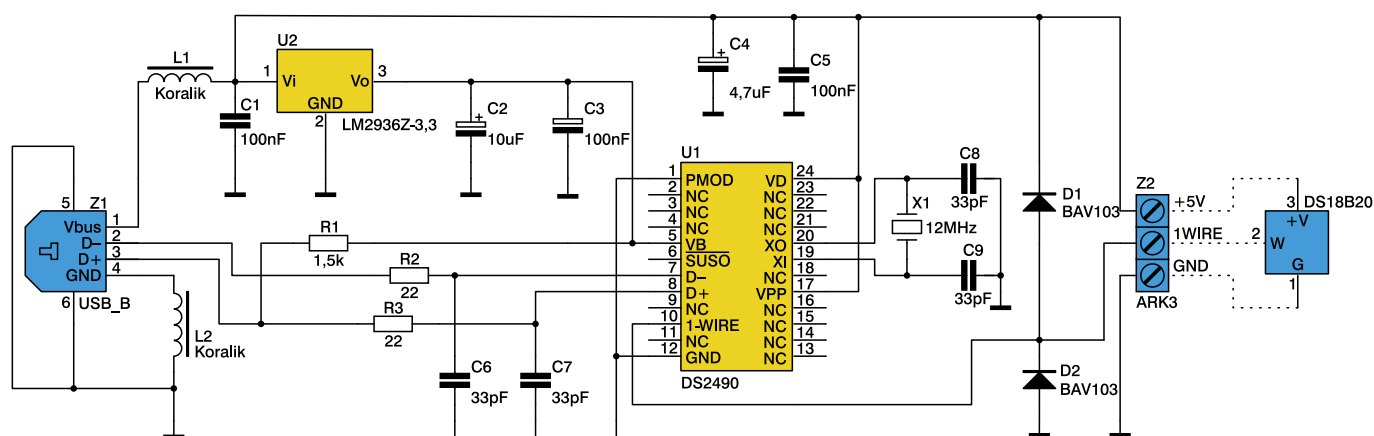 U2
L1
Koralik
1
Vi
Vo
3
GND
2
LM2936Z-3,3
C1
100nF
C2
+
10uF
C3
100nF
C4
+
4,7uF
C5
100nF
5
Z1
Vbus
1
D–
2
D+
3
GND
4
6
USB_B
L2
Koralik
R1
1,5k
R2
22
R3
22
C6
33pF
C7
33pF
U1
1
PMOD
2
NC
3
NC
4
NC
5
VB
6
SUSO
7
D–
8
D+
9
NC
10
1-WIRE
11
NC
12
GND
VD
24
NC
23
NC
22
NC
21
XO
20
XI
19
NC
18
VPP
17
NC
16
NC
15
NC
14
NC
13
DS2490
X1
12MHz
C8
33pF
C9
33pF
D1
BAV103
D2
BAV103
Z2
+5V
1WIRE
GND
ARK3
DS18B20
3
+V
2
W
G
1